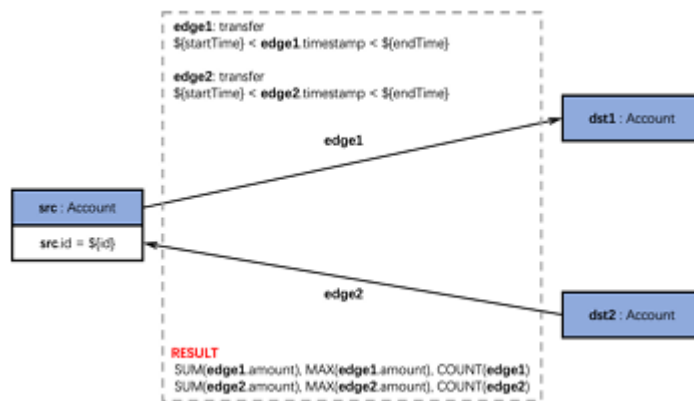 edge1: transfer
${startTime} < edge1.timestamp < ${endTime}
edge2: transfer
${startTime} < edge2.timestamp < ${endTime}
dst1 : Account
edge1
src : Account
src.id = ${id}
edge2
dst2 : Account
RESULT
SUM(edge1.amount), MAX(edge1.amount), COUNT(edge1)
SUM(edge2.amount), MAX(edge2.amount), COUNT(edge2)